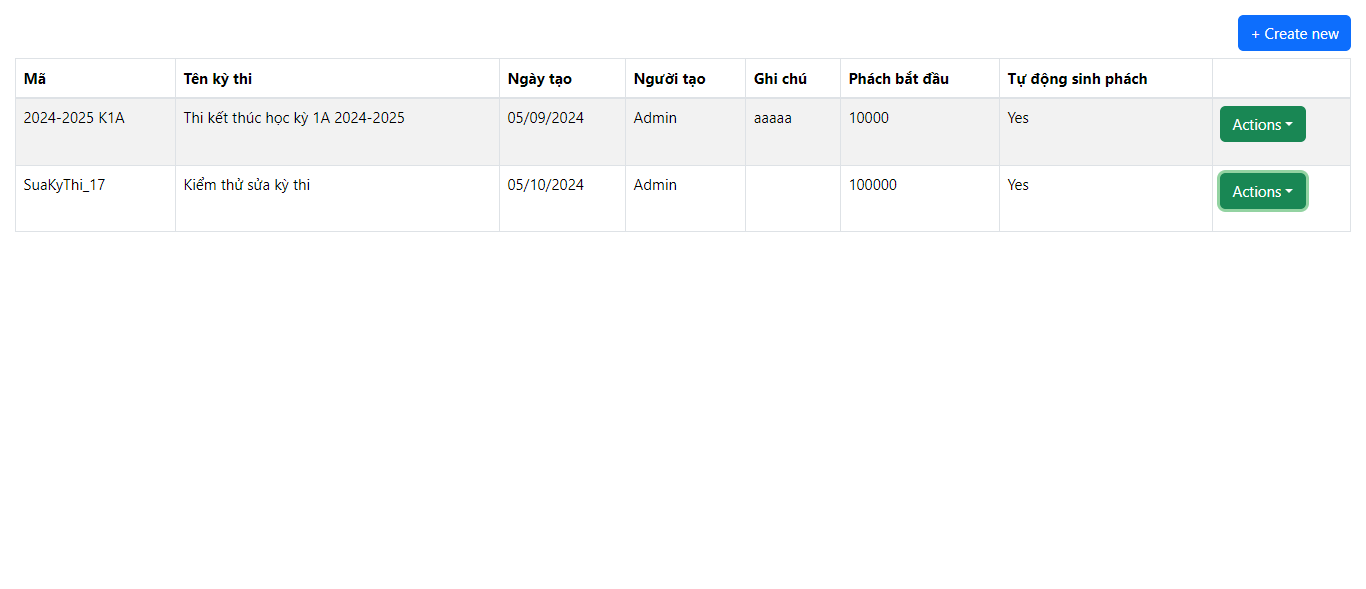 + Create new
Mã Tên kỳ thi Ngày tạo Người tạo Ghi chú Phách bắt đầu Tự động sinh phách
2024-2025 K1A Thi kết thúc học kỳ 1A 2024-2025 05/09/2024 Admin aaaaa 10000 Yes Actions
SuaKyThi_17 Kiểm thử sửa kỳ thi 05/10/2024 Admin 100000 Yes Actions